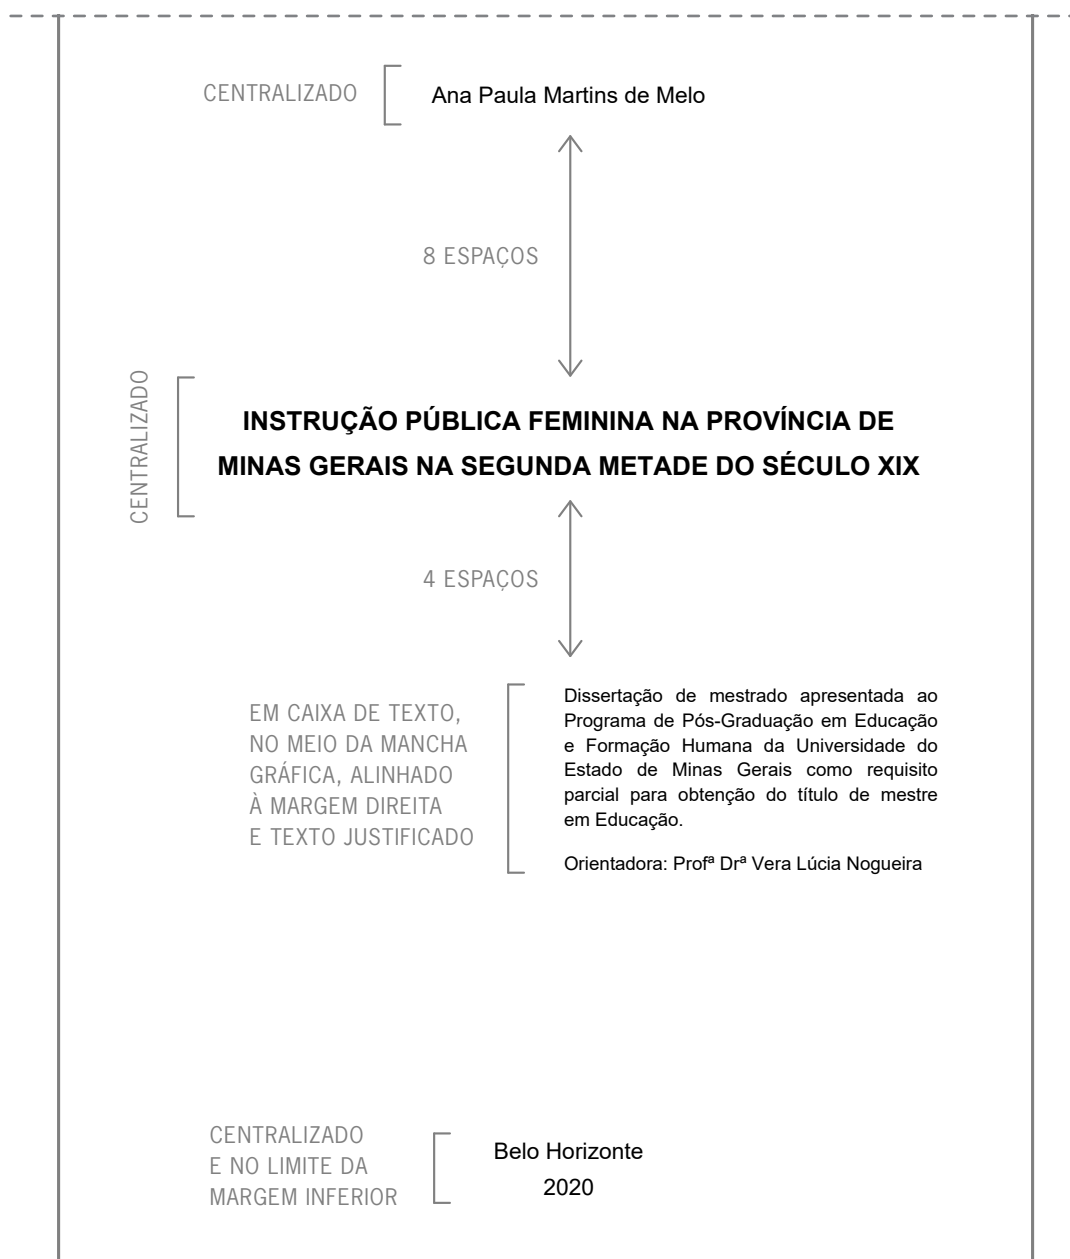 CENTRALIZADO
Ana Paula Martins de Melo
8 ESPAÇOS
CENTRALIZADO
INSTRUÇÃO PÚBLICA FEMININA NA PROVÍNCIA DE
MINAS GERAIS NA SEGUNDA METADE DO SÉCULO XIX
4 ESPAÇOS
EM CAIXA DE TEXTO,
NO MEIO DA MANCHA
GRÁFICA, ALINHADO
À MARGEM DIREITA
E TEXTO JUSTIFICADO
Dissertação de mestrado apresentada ao
Programa de Pós-Graduação em Educação
e Formação Humana da Universidade do
Estado de Minas Gerais como requisito
parcial para obtenção do título de mestre
em Educação.
Orientadora: Profª Drª Vera Lúcia Nogueira
CENTRALIZADO
E NO LIMITE DA
MARGEM INFERIOR
Belo Horizonte
2020